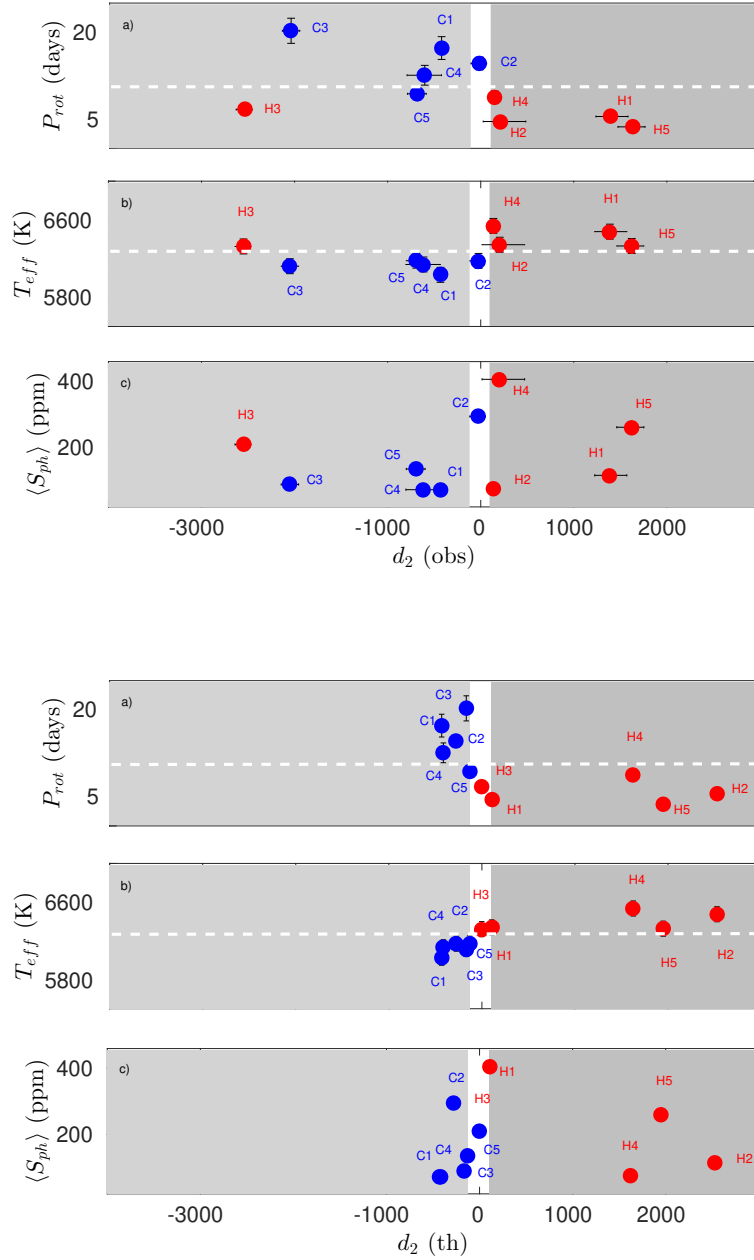 a)
20
5
P_rot (days)
C3
C1
C4
C2
C5
H3
H4
H2
H1
H5
b)
6600
5800
T_eff (K)
H3
H4
H1
H5
H2
C3
C5
C4
C1
C2
c)
400
200
⟨S_ph⟩ (ppm)
H3
C3
C5
C4
C1
C2
H4
H2
H5
H1
-3000 -1000 0 1000 2000
d_2 (obs)
a)
20
5
P_rot (days)
C3
C1
C2
C4
C5
H3
H1
H4
H5
H2
b)
6600
5800
T_eff (K)
C4
C2
H3
H4
C1
C3
C5
H1
H5
H2
c)
400
200
⟨S_ph⟩ (ppm)
C2
H3
H1
C1
C4
C5
C3
H5
H4
H2
-3000 -1000 0 1000 2000
d_2 (th)